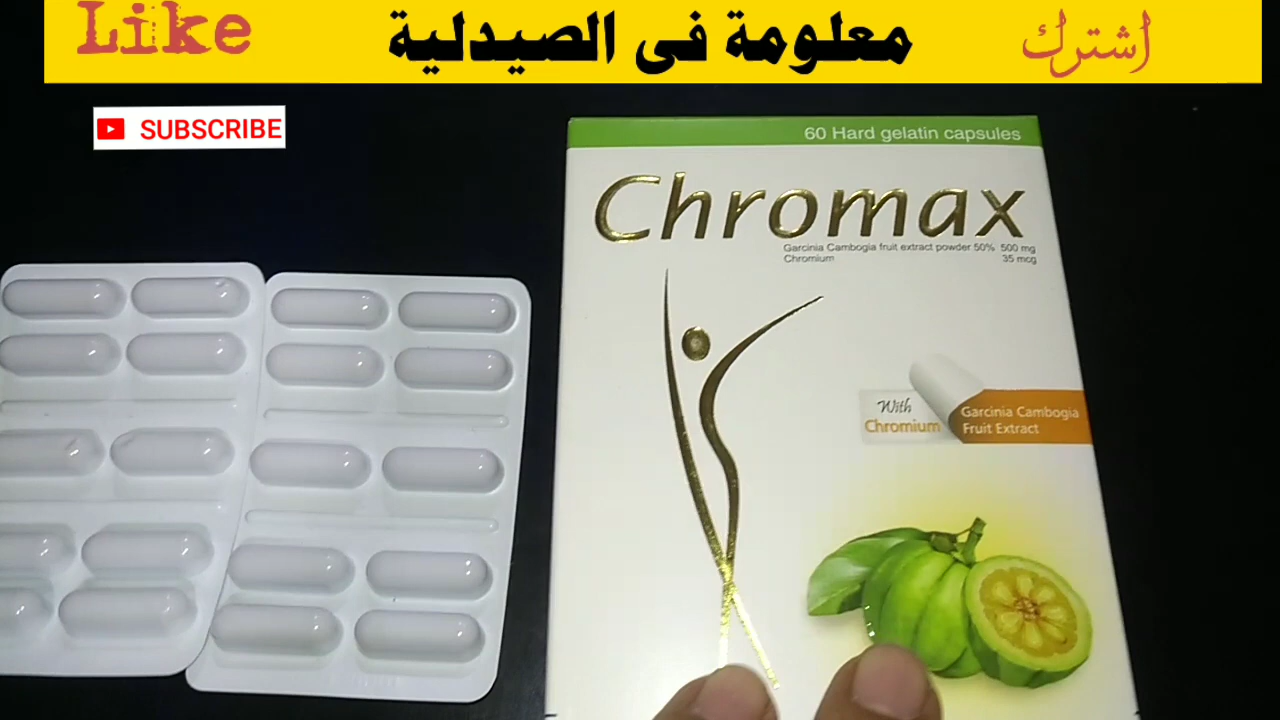 Like
معلومة فى الصيدلية
اشترك
SUBSCRIBE
60 Hard gelatin capsules
Chromax
Garcinia Cambogia fruit extract powder 50% 500 mg
Chromium 35 mcg
With
Chromium
Garcinia Cambogia
Fruit Extract